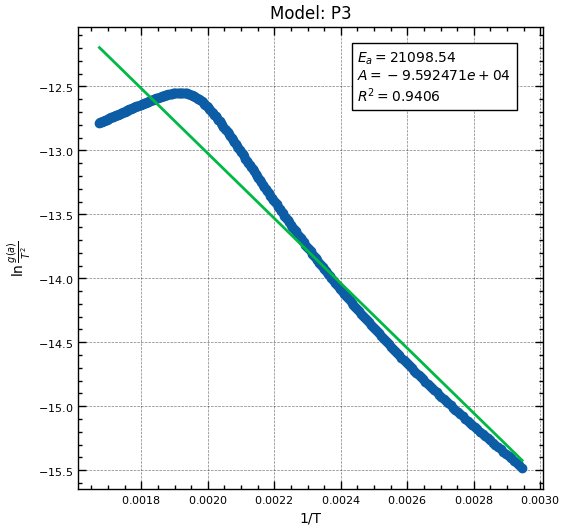 Model: P3
E_a = 21098.54
A = −9.592471e + 04
R² = 0.9406
−12.5
−13.0
−13.5
−14.0
−14.5
−15.0
−15.5
ln g(a)/T²
0.0018 0.0020 0.0022 0.0024 0.0026 0.0028 0.0030
1/T